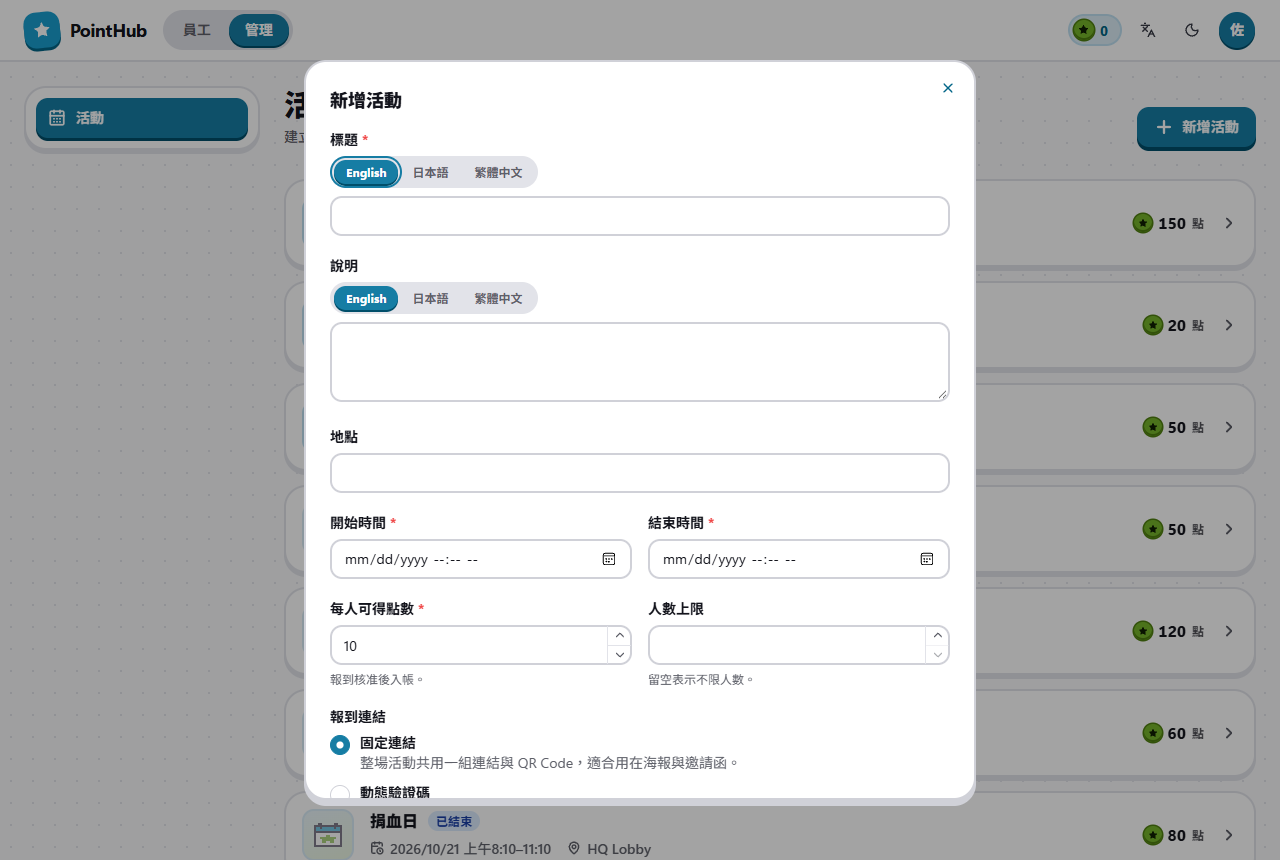 PointHub
員工
管理
0
佐
活動
活
建立
新增活動
新增活動
標題 *
English
日本語
繁體中文
說明
English
日本語
繁體中文
地點
開始時間 *
結束時間 *
mm/dd/yyyy --:-- --
mm/dd/yyyy --:-- --
每人可得點數 *
人數上限
10
報到核准後入帳。
留空表示不限人數。
報到連結
固定連結
整場活動共用一組連結與 QR Code，適合用在海報與邀請函。
動態驗證碼
150 點
20 點
50 點
50 點
120 點
60 點
捐血日
已結束
2026/10/21 上午8:10–11:10
HQ Lobby
80 點